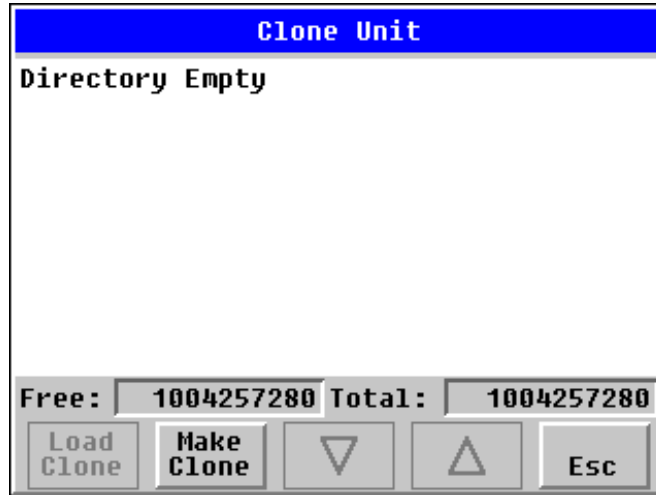 Clone Unit
Directory Empty
Free: 1004257280 Total: 1004257280
Load Clone
Make Clone
Esc